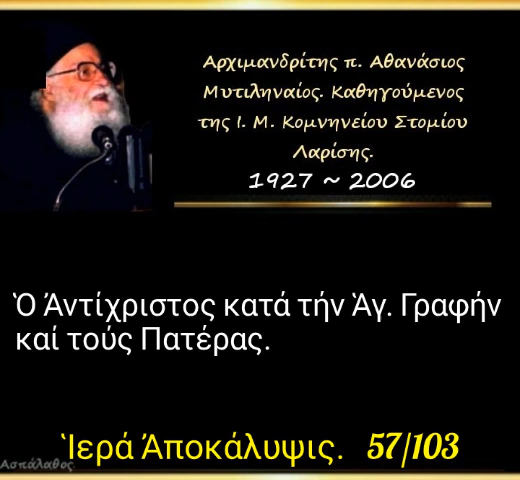 Αρχιμανδρίτης π. Αθανάσιος
Μυτιληναίος. Καθηγούμενος
της Ι. Μ. Κομνηνείου Στομίου
Λαρίσης.
1927 ~ 2006
Ὁ Ἀντίχριστος κατά τήν Ἁγ. Γραφήν
καί τούς Πατέρας.
Ἱερά Ἀποκάλυψις. 57/103
Ασπάλαθος